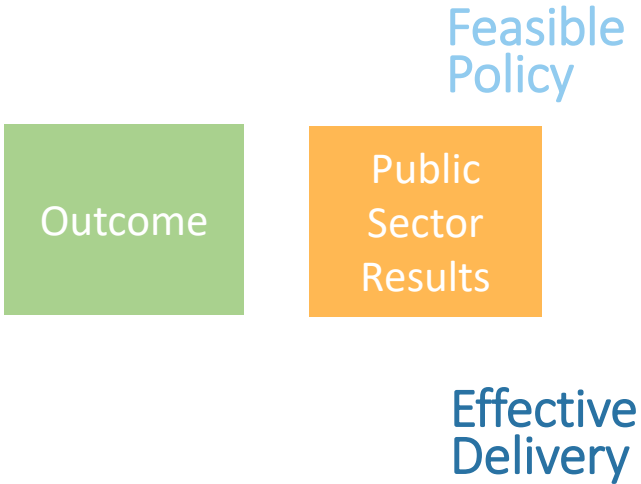 Feasible
Policy
Outcome
Public
Sector
Results
Effective
Delivery